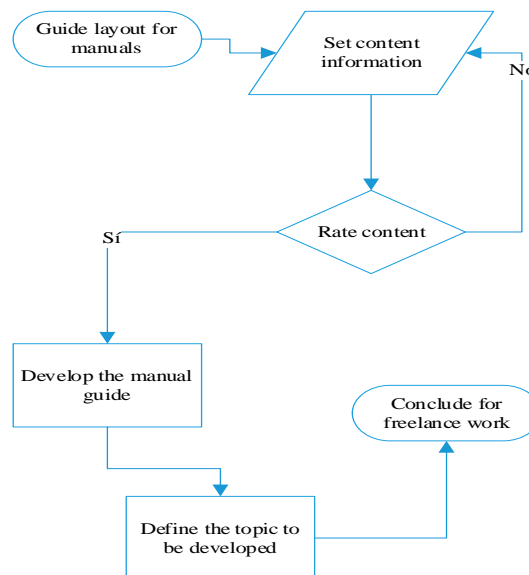 Guide layout for
manuals
Set content
information
No
Rate content
Sí
Develop the manual
guide
Conclude for
freelance work
Define the topic to
be developed